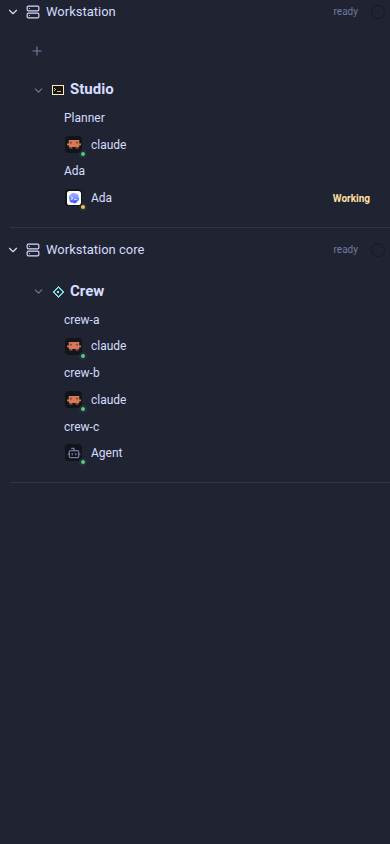 Workstation ready
Studio
Planner
claude
Ada
Ada Working
Workstation core ready
Crew
crew-a
claude
crew-b
claude
crew-c
Agent